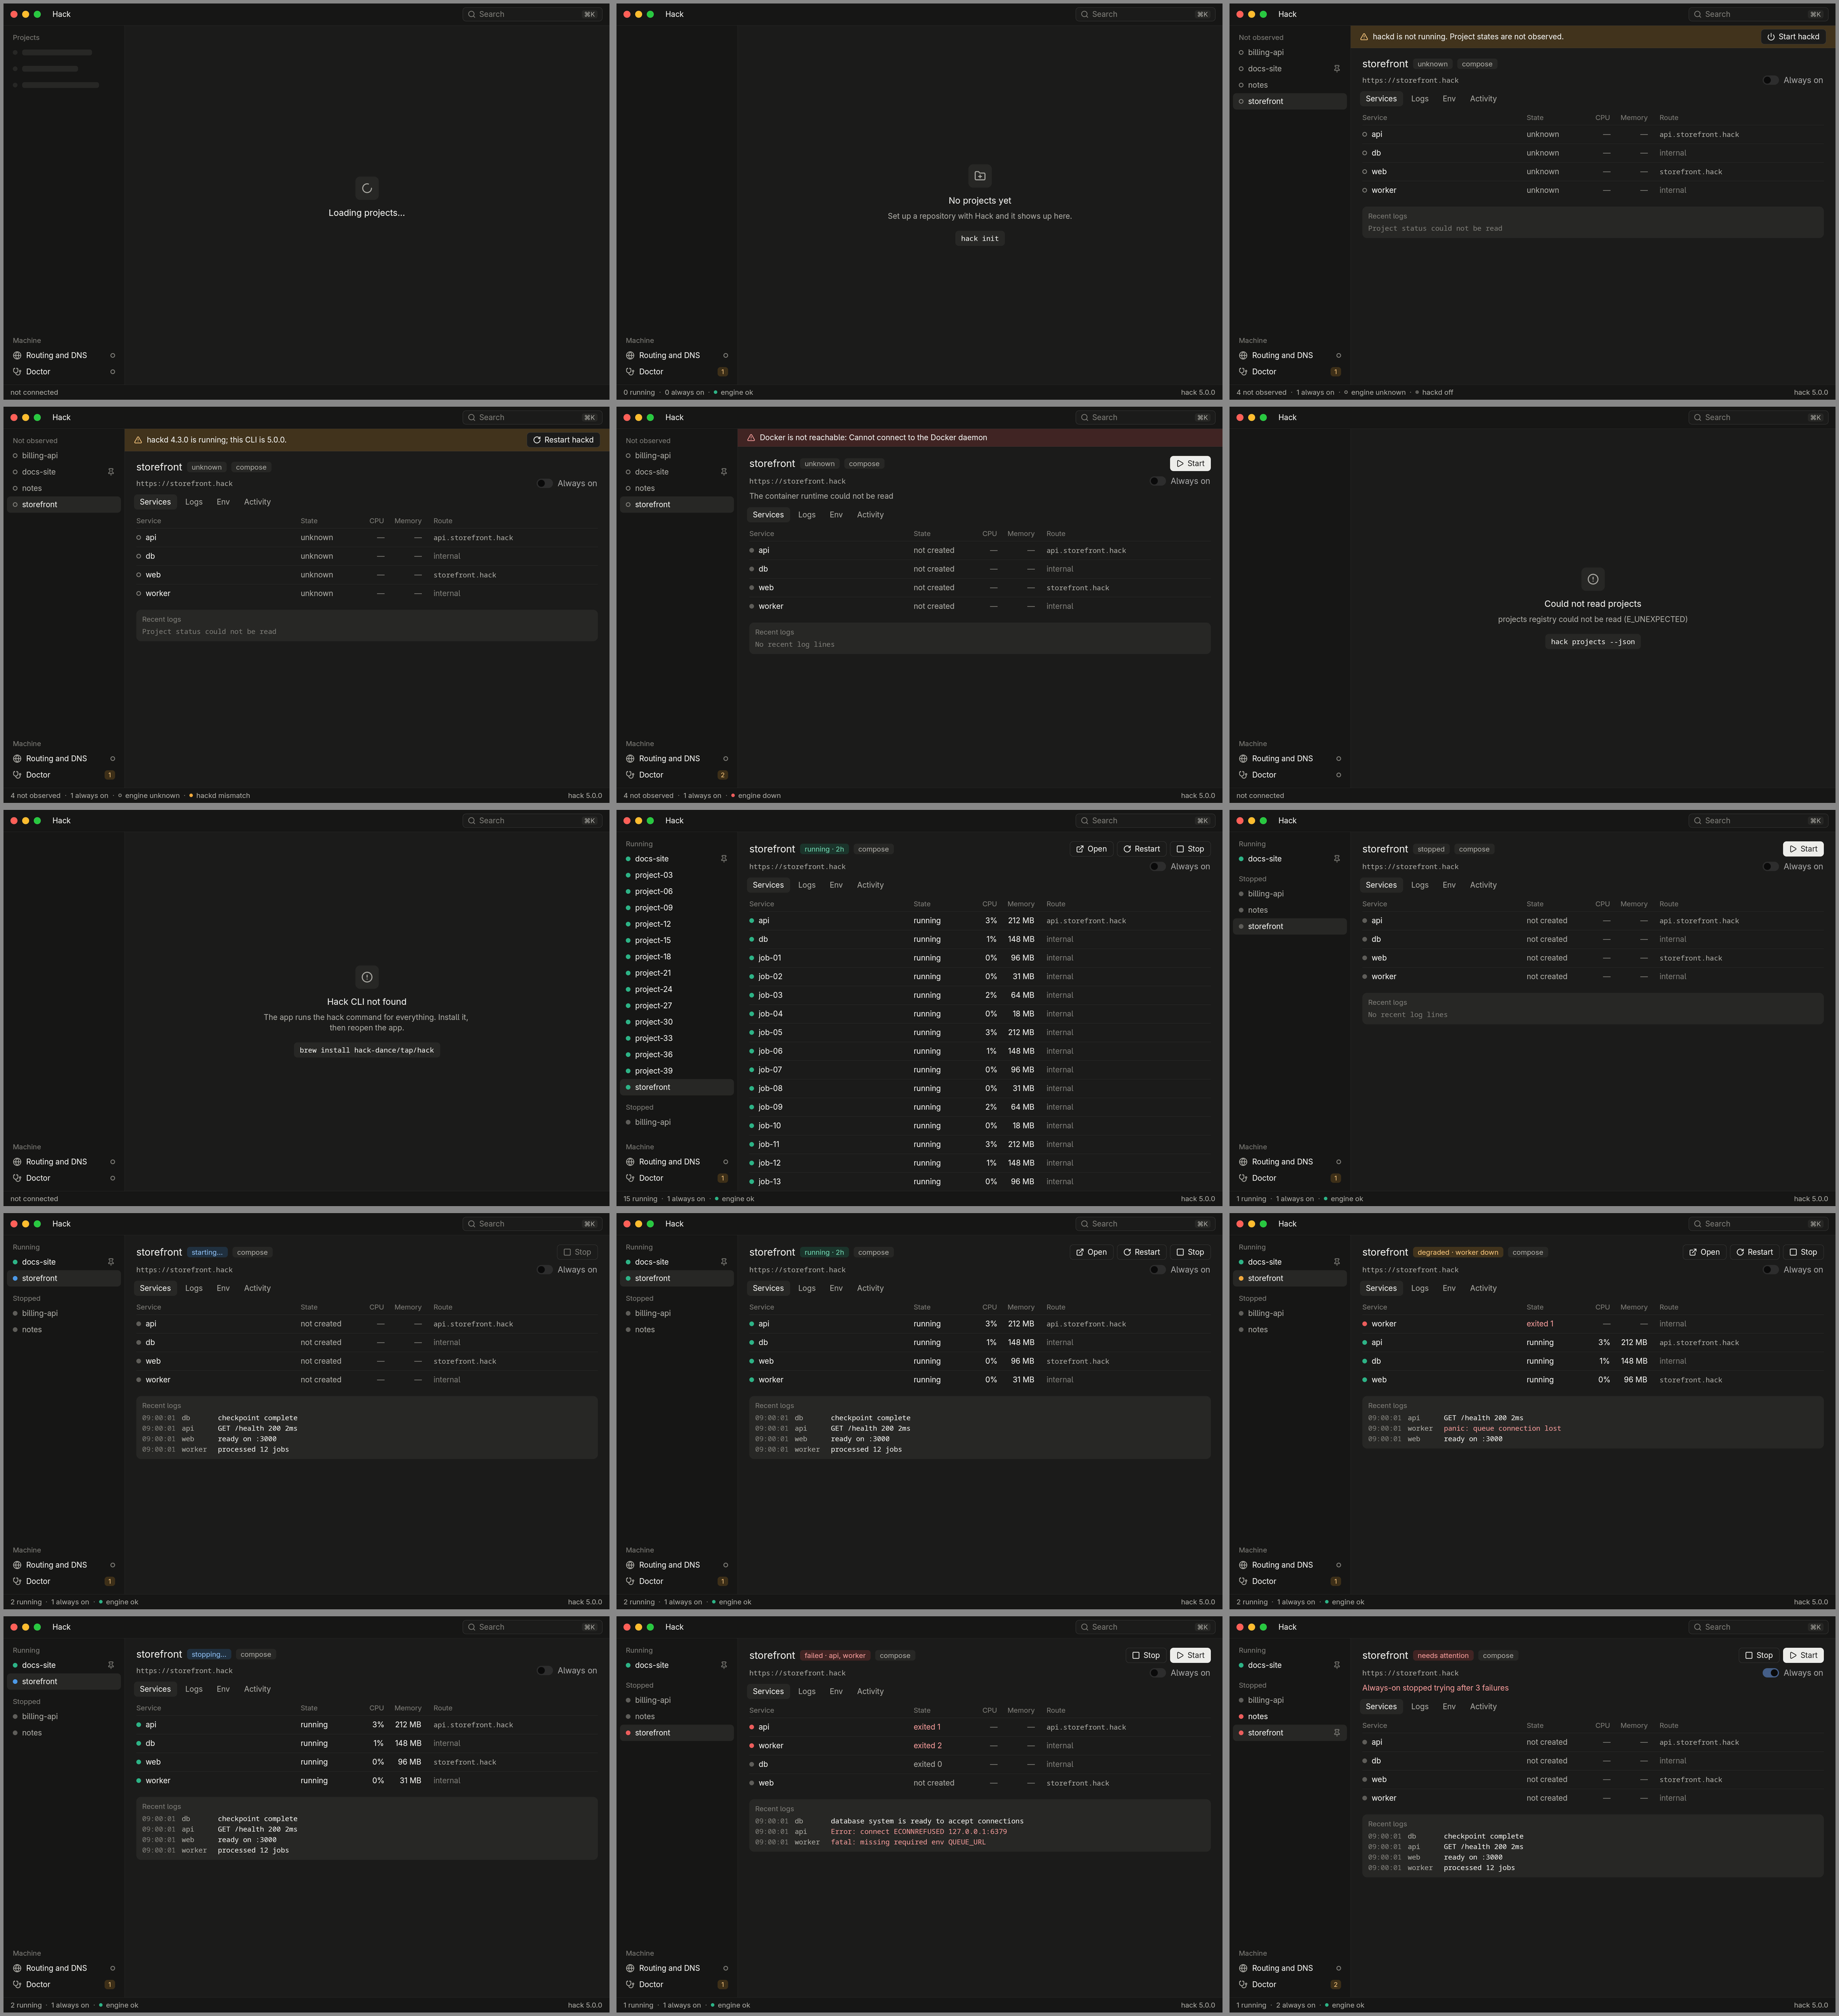 Hack
Search ⌘K
Projects
Loading projects...
Machine
Routing and DNS
Doctor
not connected
Hack
Search ⌘K
No projects yet
Set up a repository with Hack and it shows up here.
hack init
Machine
Routing and DNS
Doctor 1
0 running · 0 always on · engine ok hack 5.0.0
Hack
Search ⌘K
Not observed
billing-api
docs-site
notes
storefront
hackd is not running. Project states are not observed. Start hackd
storefront unknown compose
https://storefront.hack Always on
Services Logs Env Activity
Service State CPU Memory Route
api unknown — — api.storefront.hack
db unknown — — internal
web unknown — — storefront.hack
worker unknown — — internal
Recent logs
Project status could not be read
Machine
Routing and DNS
Doctor 1
4 not observed · 1 always on · engine unknown · hackd off hack 5.0.0
Hack
Search ⌘K
Not observed
billing-api
docs-site
notes
storefront
hackd 4.3.0 is running; this CLI is 5.0.0. Restart hackd
storefront unknown compose
https://storefront.hack Always on
Services Logs Env Activity
Service State CPU Memory Route
api unknown — — api.storefront.hack
db unknown — — internal
web unknown — — storefront.hack
worker unknown — — internal
Recent logs
Project status could not be read
Machine
Routing and DNS
Doctor 1
4 not observed · 1 always on · engine unknown · hackd mismatch hack 5.0.0
Hack
Search ⌘K
Not observed
billing-api
docs-site
notes
storefront
Docker is not reachable: Cannot connect to the Docker daemon
storefront unknown compose Start
https://storefront.hack Always on
The container runtime could not be read
Services Logs Env Activity
Service State CPU Memory Route
api not created — — api.storefront.hack
db not created — — internal
web not created — — storefront.hack
worker not created — — internal
Recent logs
No recent log lines
Machine
Routing and DNS
Doctor 2
4 not observed · 1 always on · engine down hack 5.0.0
Hack
Search ⌘K
Could not read projects
projects registry could not be read (E_UNEXPECTED)
hack projects --json
Machine
Routing and DNS
Doctor
not connected
Hack
Search ⌘K
Hack CLI not found
The app runs the hack command for everything. Install it,
then reopen the app.
brew install hack-dance/tap/hack
Machine
Routing and DNS
Doctor
not connected
Hack
Search ⌘K
Running
docs-site
project-03
project-06
project-09
project-12
project-15
project-18
project-21
project-24
project-27
project-30
project-33
project-36
project-39
storefront
Stopped
billing-api
storefront running · 2h compose Open Restart Stop
https://storefront.hack Always on
Services Logs Env Activity
Service State CPU Memory Route
api running 3% 212 MB api.storefront.hack
db running 1% 148 MB internal
job-01 running 0% 96 MB internal
job-02 running 0% 31 MB internal
job-03 running 2% 64 MB internal
job-04 running 0% 18 MB internal
job-05 running 3% 212 MB internal
job-06 running 1% 148 MB internal
job-07 running 0% 96 MB internal
job-08 running 0% 31 MB internal
job-09 running 2% 64 MB internal
job-10 running 0% 18 MB internal
job-11 running 3% 212 MB internal
job-12 running 1% 148 MB internal
job-13 running 0% 96 MB internal
Machine
Routing and DNS
Doctor 1
15 running · 1 always on · engine ok hack 5.0.0
Hack
Search ⌘K
Running
docs-site
Stopped
billing-api
notes
storefront
storefront stopped compose Start
https://storefront.hack Always on
Services Logs Env Activity
Service State CPU Memory Route
api not created — — api.storefront.hack
db not created — — internal
web not created — — storefront.hack
worker not created — — internal
Recent logs
No recent log lines
Machine
Routing and DNS
Doctor 1
1 running · 1 always on · engine ok hack 5.0.0
Hack
Search ⌘K
Running
docs-site
storefront
Stopped
billing-api
notes
storefront starting... compose Stop
https://storefront.hack Always on
Services Logs Env Activity
Service State CPU Memory Route
api not created — — api.storefront.hack
db not created — — internal
web not created — — storefront.hack
worker not created — — internal
Recent logs
09:00:01 db checkpoint complete
09:00:01 api GET /health 200 2ms
09:00:01 web ready on :3000
09:00:01 worker processed 12 jobs
Machine
Routing and DNS
Doctor 1
2 running · 1 always on · engine ok hack 5.0.0
Hack
Search ⌘K
Running
docs-site
storefront
Stopped
billing-api
notes
storefront running · 2h compose Open Restart Stop
https://storefront.hack Always on
Services Logs Env Activity
Service State CPU Memory Route
api running 3% 212 MB api.storefront.hack
db running 1% 148 MB internal
web running 0% 96 MB storefront.hack
worker running 0% 31 MB internal
Recent logs
09:00:01 db checkpoint complete
09:00:01 api GET /health 200 2ms
09:00:01 web ready on :3000
09:00:01 worker processed 12 jobs
Machine
Routing and DNS
Doctor 1
2 running · 1 always on · engine ok hack 5.0.0
Hack
Search ⌘K
Running
docs-site
storefront
Stopped
billing-api
notes
storefront degraded · worker down compose Open Restart Stop
https://storefront.hack Always on
Services Logs Env Activity
Service State CPU Memory Route
worker exited 1 — — internal
api running 3% 212 MB api.storefront.hack
db running 1% 148 MB internal
web running 0% 96 MB storefront.hack
Recent logs
09:00:01 api GET /health 200 2ms
09:00:01 worker panic: queue connection lost
09:00:01 web ready on :3000
Machine
Routing and DNS
Doctor 1
2 running · 1 always on · engine ok hack 5.0.0
Hack
Search ⌘K
Running
docs-site
storefront
Stopped
billing-api
notes
storefront stopping... compose
https://storefront.hack Always on
Services Logs Env Activity
Service State CPU Memory Route
api running 3% 212 MB api.storefront.hack
db running 1% 148 MB internal
web running 0% 96 MB storefront.hack
worker running 0% 31 MB internal
Recent logs
09:00:01 db checkpoint complete
09:00:01 api GET /health 200 2ms
09:00:01 web ready on :3000
09:00:01 worker processed 12 jobs
Machine
Routing and DNS
Doctor 1
2 running · 1 always on · engine ok hack 5.0.0
Hack
Search ⌘K
Running
docs-site
Stopped
billing-api
notes
storefront
storefront failed · api, worker compose Stop Start
https://storefront.hack Always on
Services Logs Env Activity
Service State CPU Memory Route
api exited 1 — — api.storefront.hack
worker exited 2 — — internal
db exited 0 — — internal
web not created — — storefront.hack
Recent logs
09:00:01 db database system is ready to accept connections
09:00:01 api Error: connect ECONNREFUSED 127.0.0.1:6379
09:00:01 worker fatal: missing required env QUEUE_URL
Machine
Routing and DNS
Doctor 1
1 running · 1 always on · engine ok hack 5.0.0
Hack
Search ⌘K
Running
docs-site
Stopped
billing-api
notes
storefront
storefront needs attention compose Stop Start
https://storefront.hack Always on
Always-on stopped trying after 3 failures
Services Logs Env Activity
Service State CPU Memory Route
api not created — — api.storefront.hack
db not created — — internal
web not created — — storefront.hack
worker not created — — internal
Recent logs
09:00:01 db checkpoint complete
09:00:01 api GET /health 200 2ms
09:00:01 web ready on :3000
09:00:01 worker processed 12 jobs
Machine
Routing and DNS
Doctor 2
1 running · 2 always on · engine ok hack 5.0.0